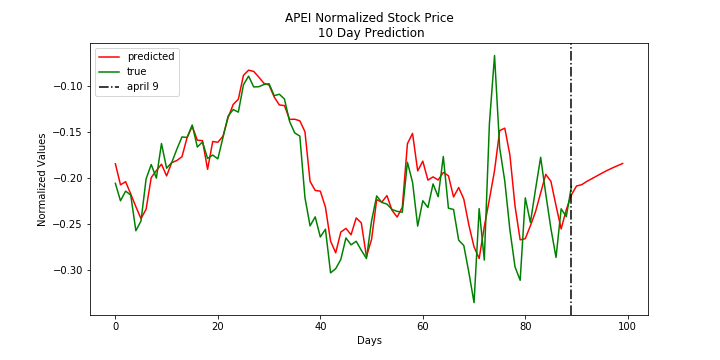 APEI Normalized Stock Price
10 Day Prediction
predicted
true
april 9
Normalized Values
−0.10
−0.15
−0.20
−0.25
−0.30
0 20 40 60 80 100
Days